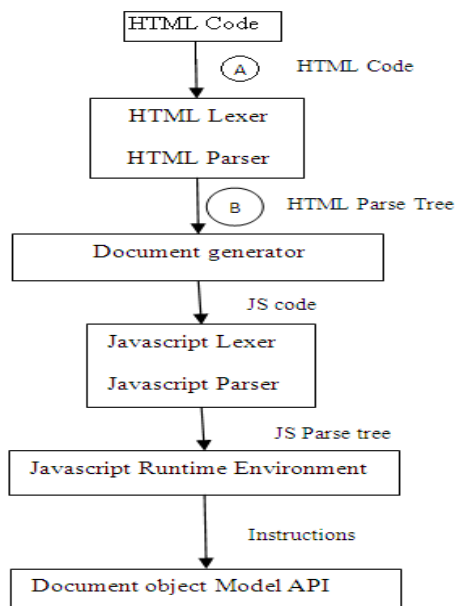 HTML Code
A
HTML Code
HTML Lexer
HTML Parser
B
HTML Parse Tree
Document generator
JS code
Javascript Lexer
Javascript Parser
JS Parse tree
Javascript Runtime Environment
Instructions
Document object Model API